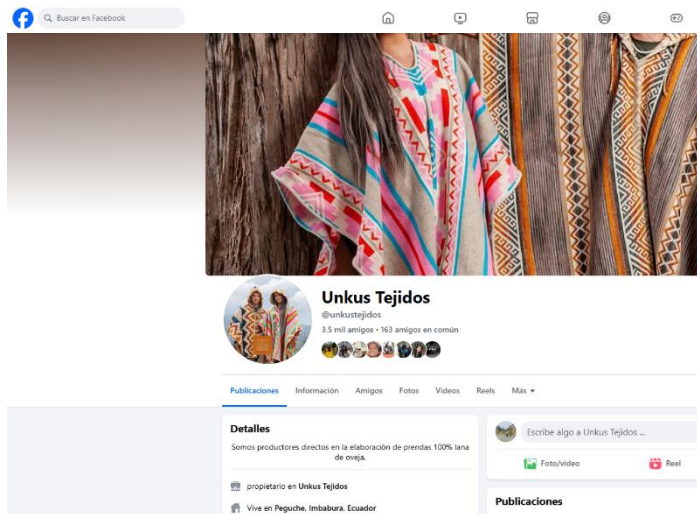 Buscar en Facebook
Unkus Tejidos
@unkustejidos
3.5 mil amigos • 163 amigos en común
Publicaciones Información Amigos Fotos Videos Reels Más
Detalles
Somos productores directos en la elaboración de prendas 100% lana
de oveja.
propietario en Unkus Tejidos
Vive en Peguche, Imbabura, Ecuador
Escribe algo a Unkus Tejidos ...
Foto/video Reel
Publicaciones